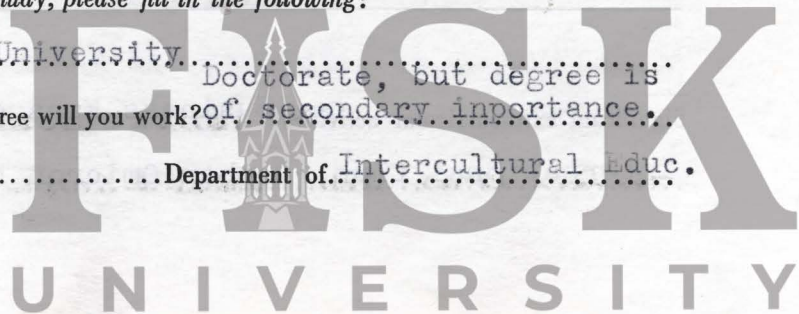 please fill in the following:
University
Doctorate, but degree is
ree will you work? of secondary inportance.
Department of Intercultural Educ.
FISK
UNIVERSITY